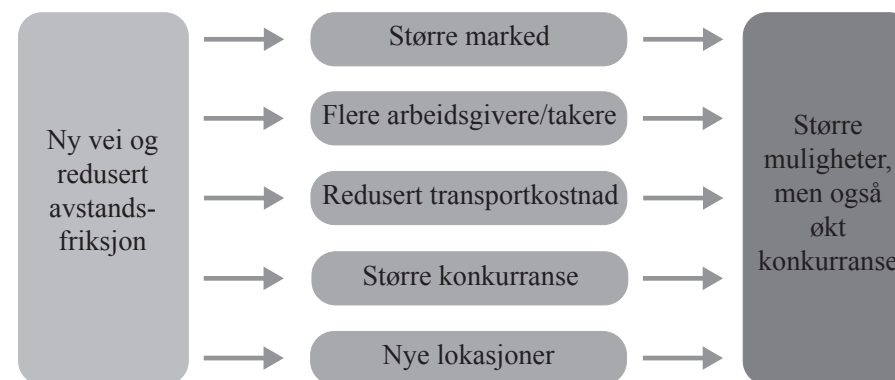 Ny vei og
redusert
avstands-
friksjon
Større marked
Flere arbeidsgivere/takere
Redusert transportkostnad
Større konkurranse
Nye lokasjoner
Større
muligheter,
men også
økt
konkurranse